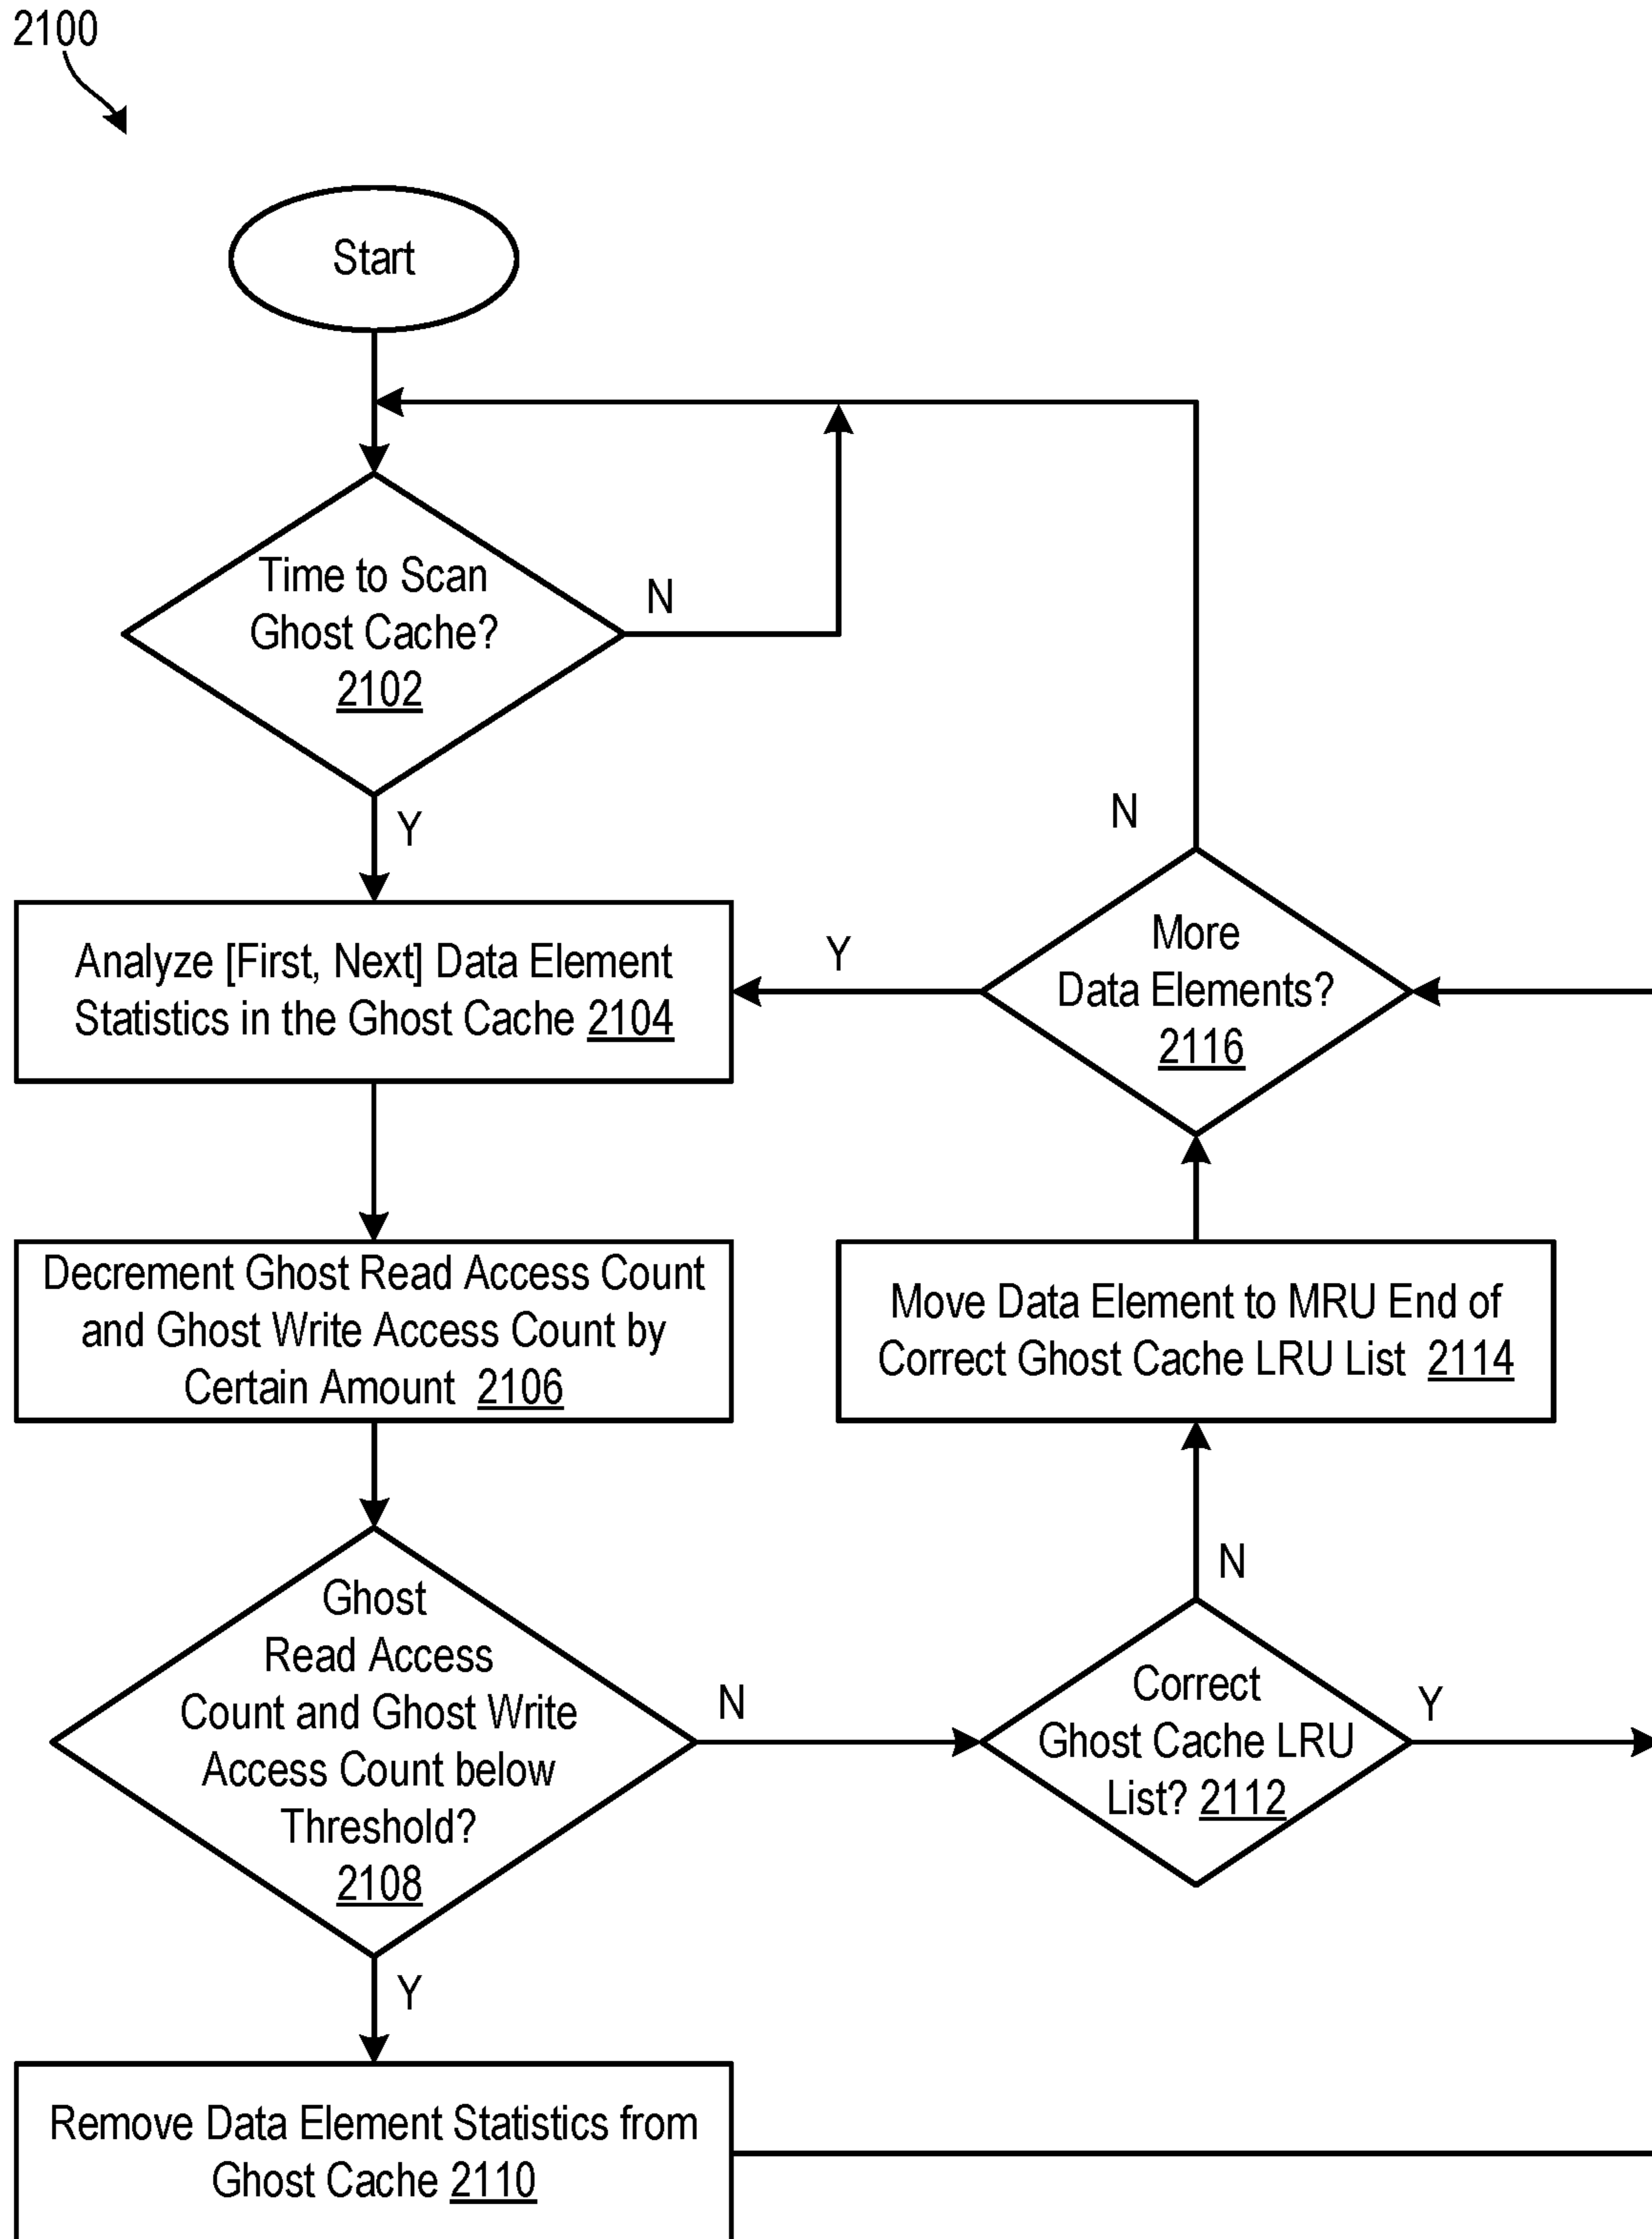 2100
Start
Time to Scan
Ghost Cache?
2102
N
Y
Analyze [First, Next] Data Element
Statistics in the Ghost Cache 2104
Decrement Ghost Read Access Count
and Ghost Write Access Count by
Certain Amount 2106
Ghost
Read Access
Count and Ghost Write
Access Count below
Threshold?
2108
N
Y
Remove Data Element Statistics from
Ghost Cache 2110
Correct
Ghost Cache LRU
List? 2112
Y
N
Move Data Element to MRU End of
Correct Ghost Cache LRU List 2114
More
Data Elements?
2116
Y
N